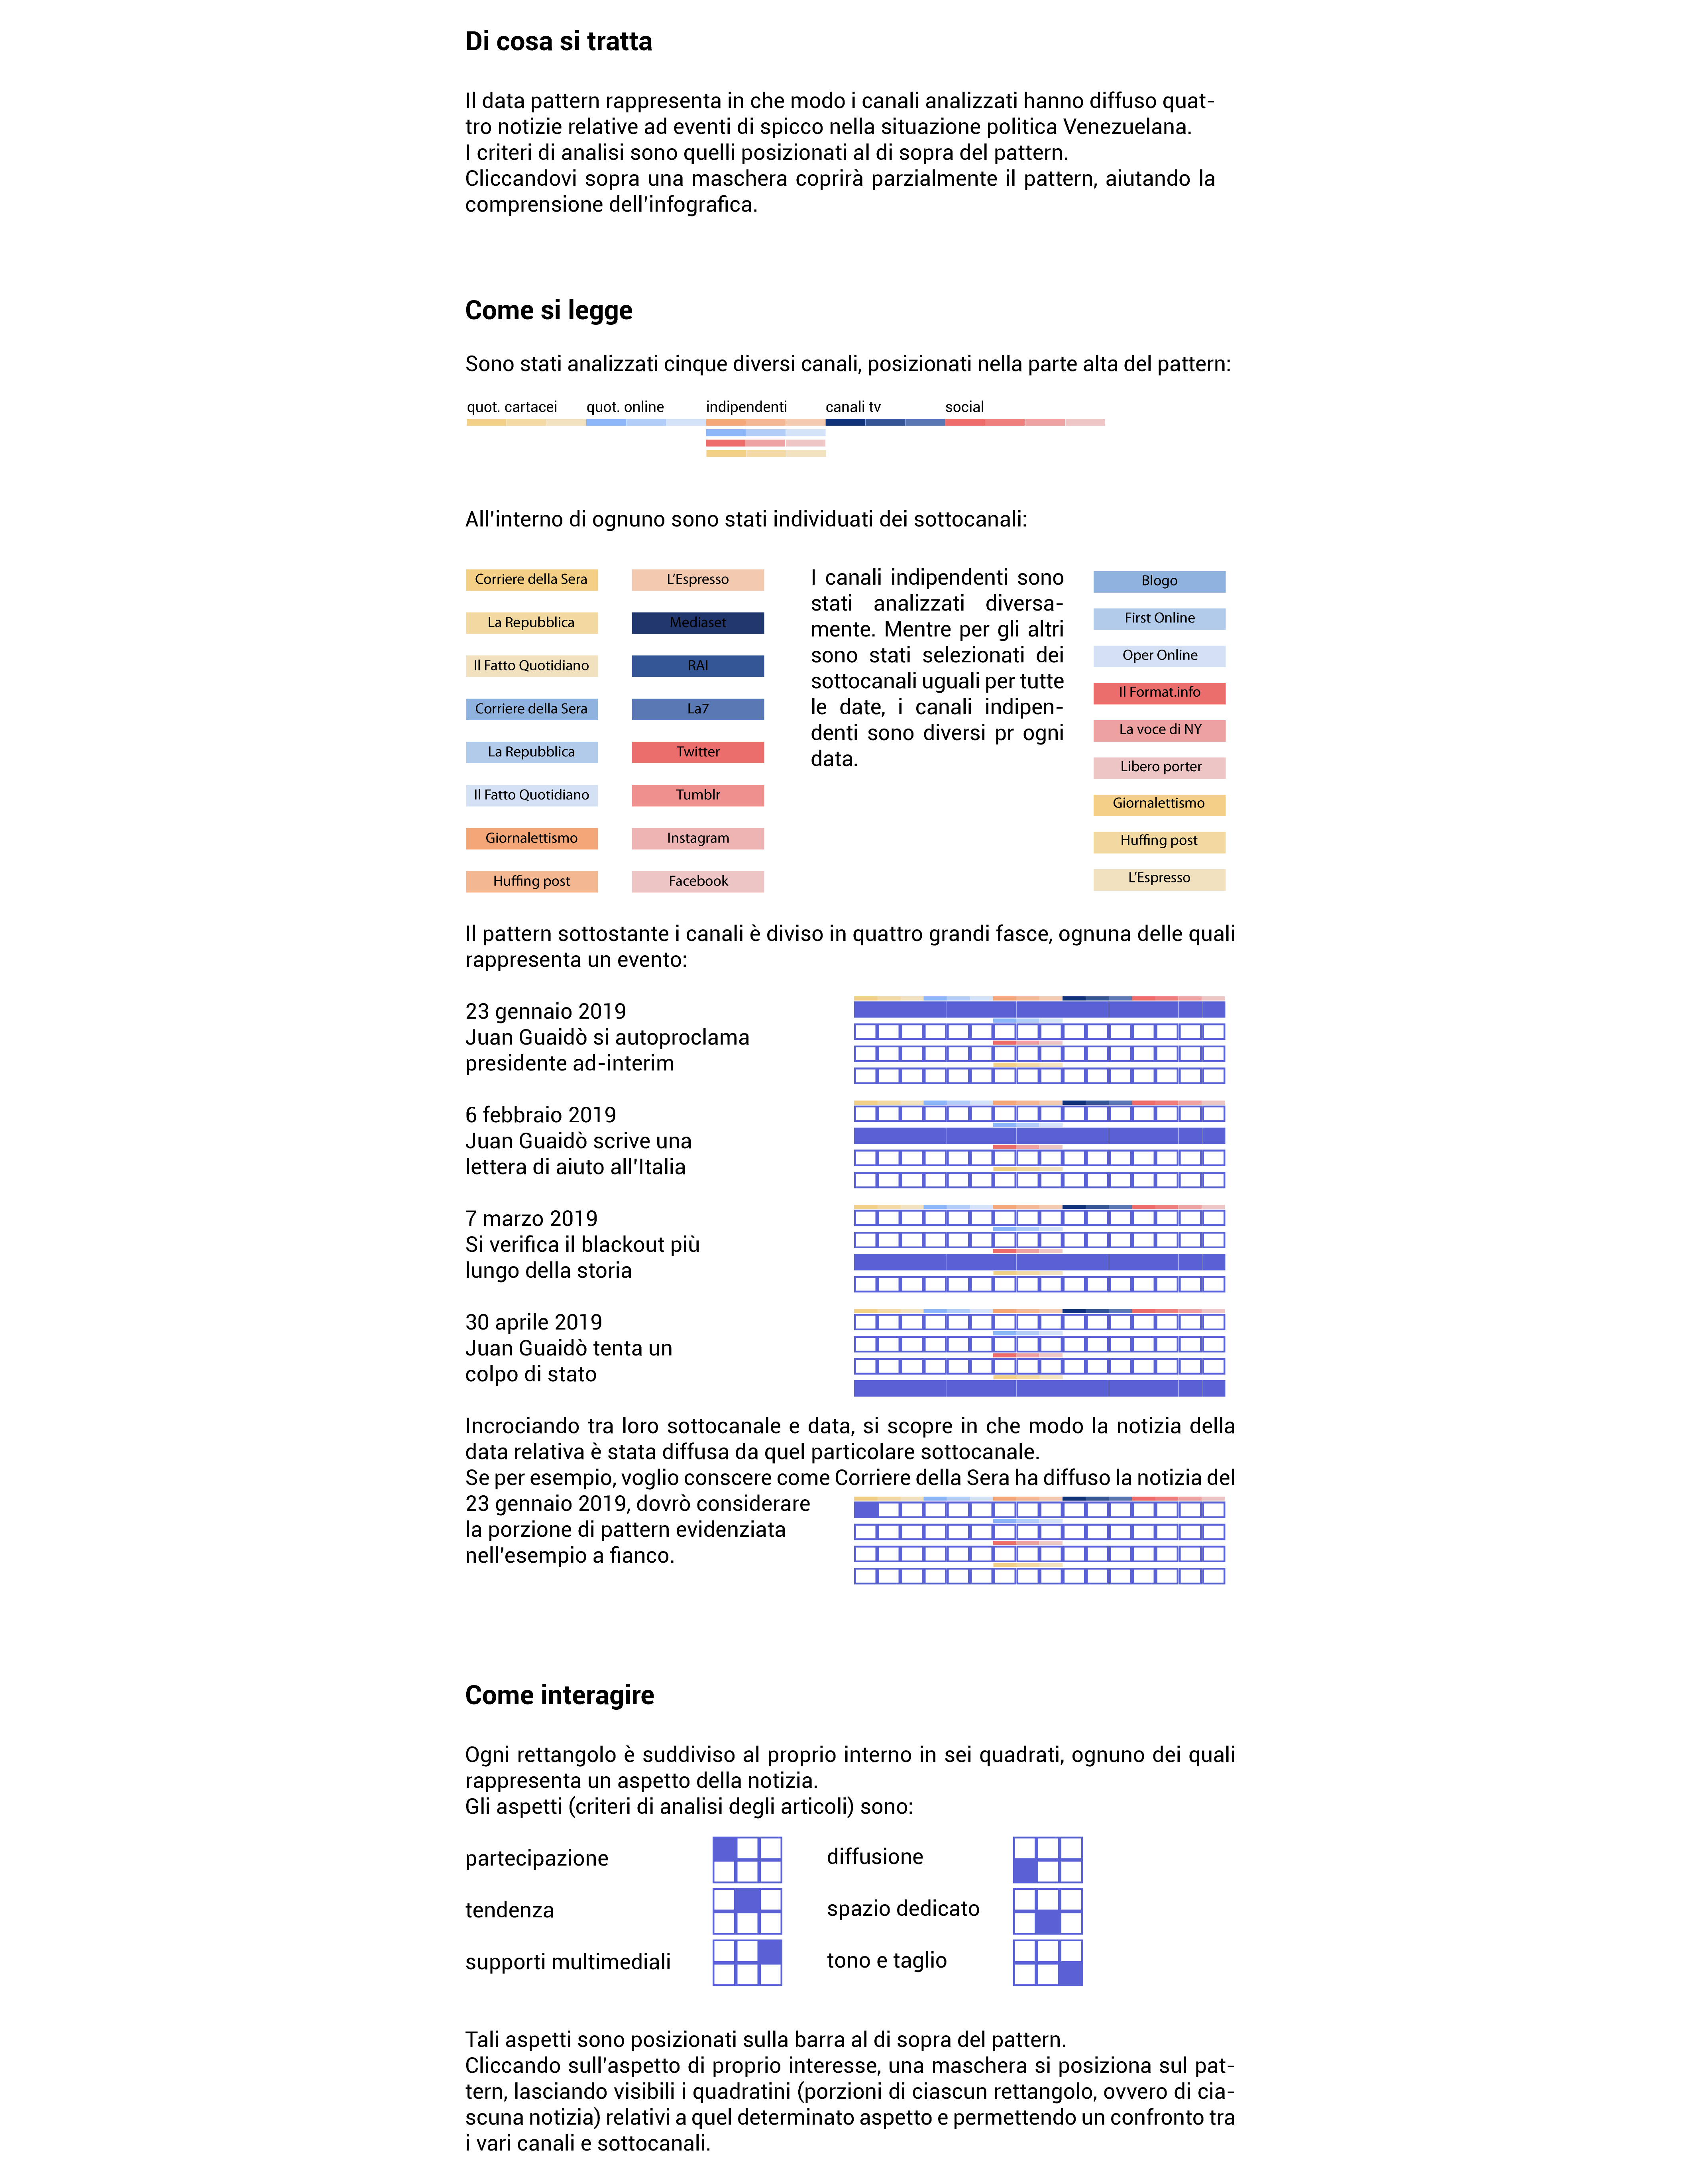 Di cosa si tratta
Il data pattern rappresenta in che modo i canali analizzati hanno diffuso quat-
tro notizie relative ad eventi di spicco nella situazione politica Venezuelana.
I criteri di analisi sono quelli posizionati al di sopra del pattern.
Cliccandovi sopra una maschera coprirà parzialmente il pattern, aiutando la
comprensione dell'infografica.
Come si legge
Sono stati analizzati cinque diversi canali, posizionati nella parte alta del pattern:
quot. cartacei quot. online indipendenti canali tv social
All'interno di ognuno sono stati individuati dei sottocanali:
Corriere della Sera
La Repubblica
Il Fatto Quotidiano
Corriere della Sera
La Repubblica
Il Fatto Quotidiano
Giornalettismo
Huffing post
L'Espresso
Mediaset
RAI
La7
Twitter
Tumblr
Instagram
Facebook
I canali indipendenti sono
stati analizzati diversa-
mente. Mentre per gli altri
sono stati selezionati dei
sottocanali uguali per tutte
le date, i canali indipen-
denti sono diversi pr ogni
data.
Blogo
First Online
Oper Online
Il Format.info
La voce di NY
Libero porter
Giornalettismo
Huffing post
L'Espresso
Il pattern sottostante i canali è diviso in quattro grandi fasce, ognuna delle quali
rappresenta un evento:
23 gennaio 2019
Juan Guaidò si autoproclama
presidente ad-interim
6 febbraio 2019
Juan Guaidò scrive una
lettera di aiuto all'Italia
7 marzo 2019
Si verifica il blackout più
lungo della storia
30 aprile 2019
Juan Guaidò tenta un
colpo di stato
Incrociando tra loro sottocanale e data, si scopre in che modo la notizia della
data relativa è stata diffusa da quel particolare sottocanale.
Se per esempio, voglio conscere come Corriere della Sera ha diffuso la notizia del
23 gennaio 2019, dovrò considerare
la porzione di pattern evidenziata
nell'esempio a fianco.
Come interagire
Ogni rettangolo è suddiviso al proprio interno in sei quadrati, ognuno dei quali
rappresenta un aspetto della notizia.
Gli aspetti (criteri di analisi degli articoli) sono:
partecipazione
tendenza
supporti multimediali
diffusione
spazio dedicato
tono e taglio
Tali aspetti sono posizionati sulla barra al di sopra del pattern.
Cliccando sull'aspetto di proprio interesse, una maschera si posiziona sul pat-
tern, lasciando visibili i quadratini (porzioni di ciascun rettangolo, ovvero di cia-
scuna notizia) relativi a quel determinato aspetto e permettendo un confronto tra
i vari canali e sottocanali.